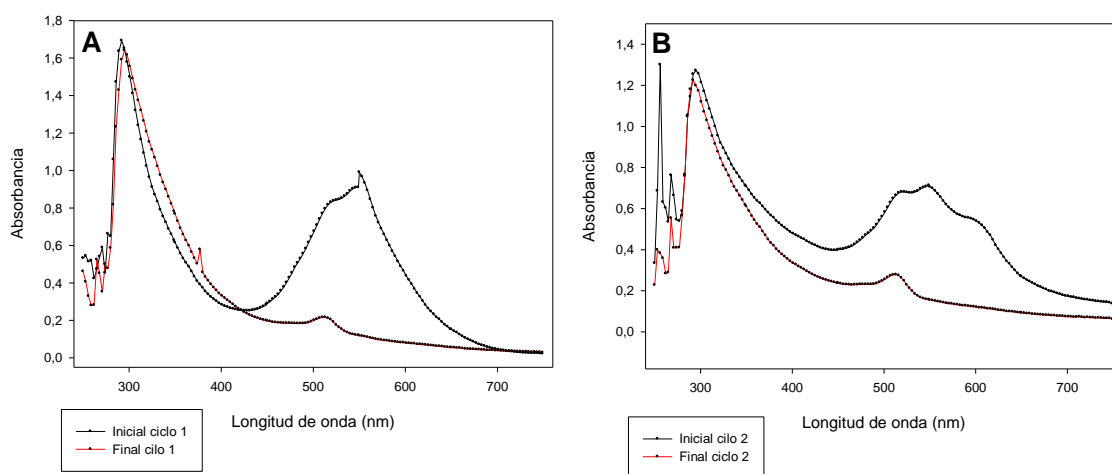 A
1,8
1,6
1,4
1,2
1,0
0,8
0,6
0,4
0,2
0,0
Absorbancia
300 400 500 600 700
Longitud de onda (nm)
Inicial ciclo 1
Final cilo 1
B
1,4
1,2
1,0
0,8
0,6
0,4
0,2
0,0
Absorbancia
300 400 500 600 700
Longitud de onda (nm)
Inicial cilo 2
Final ciclo 2